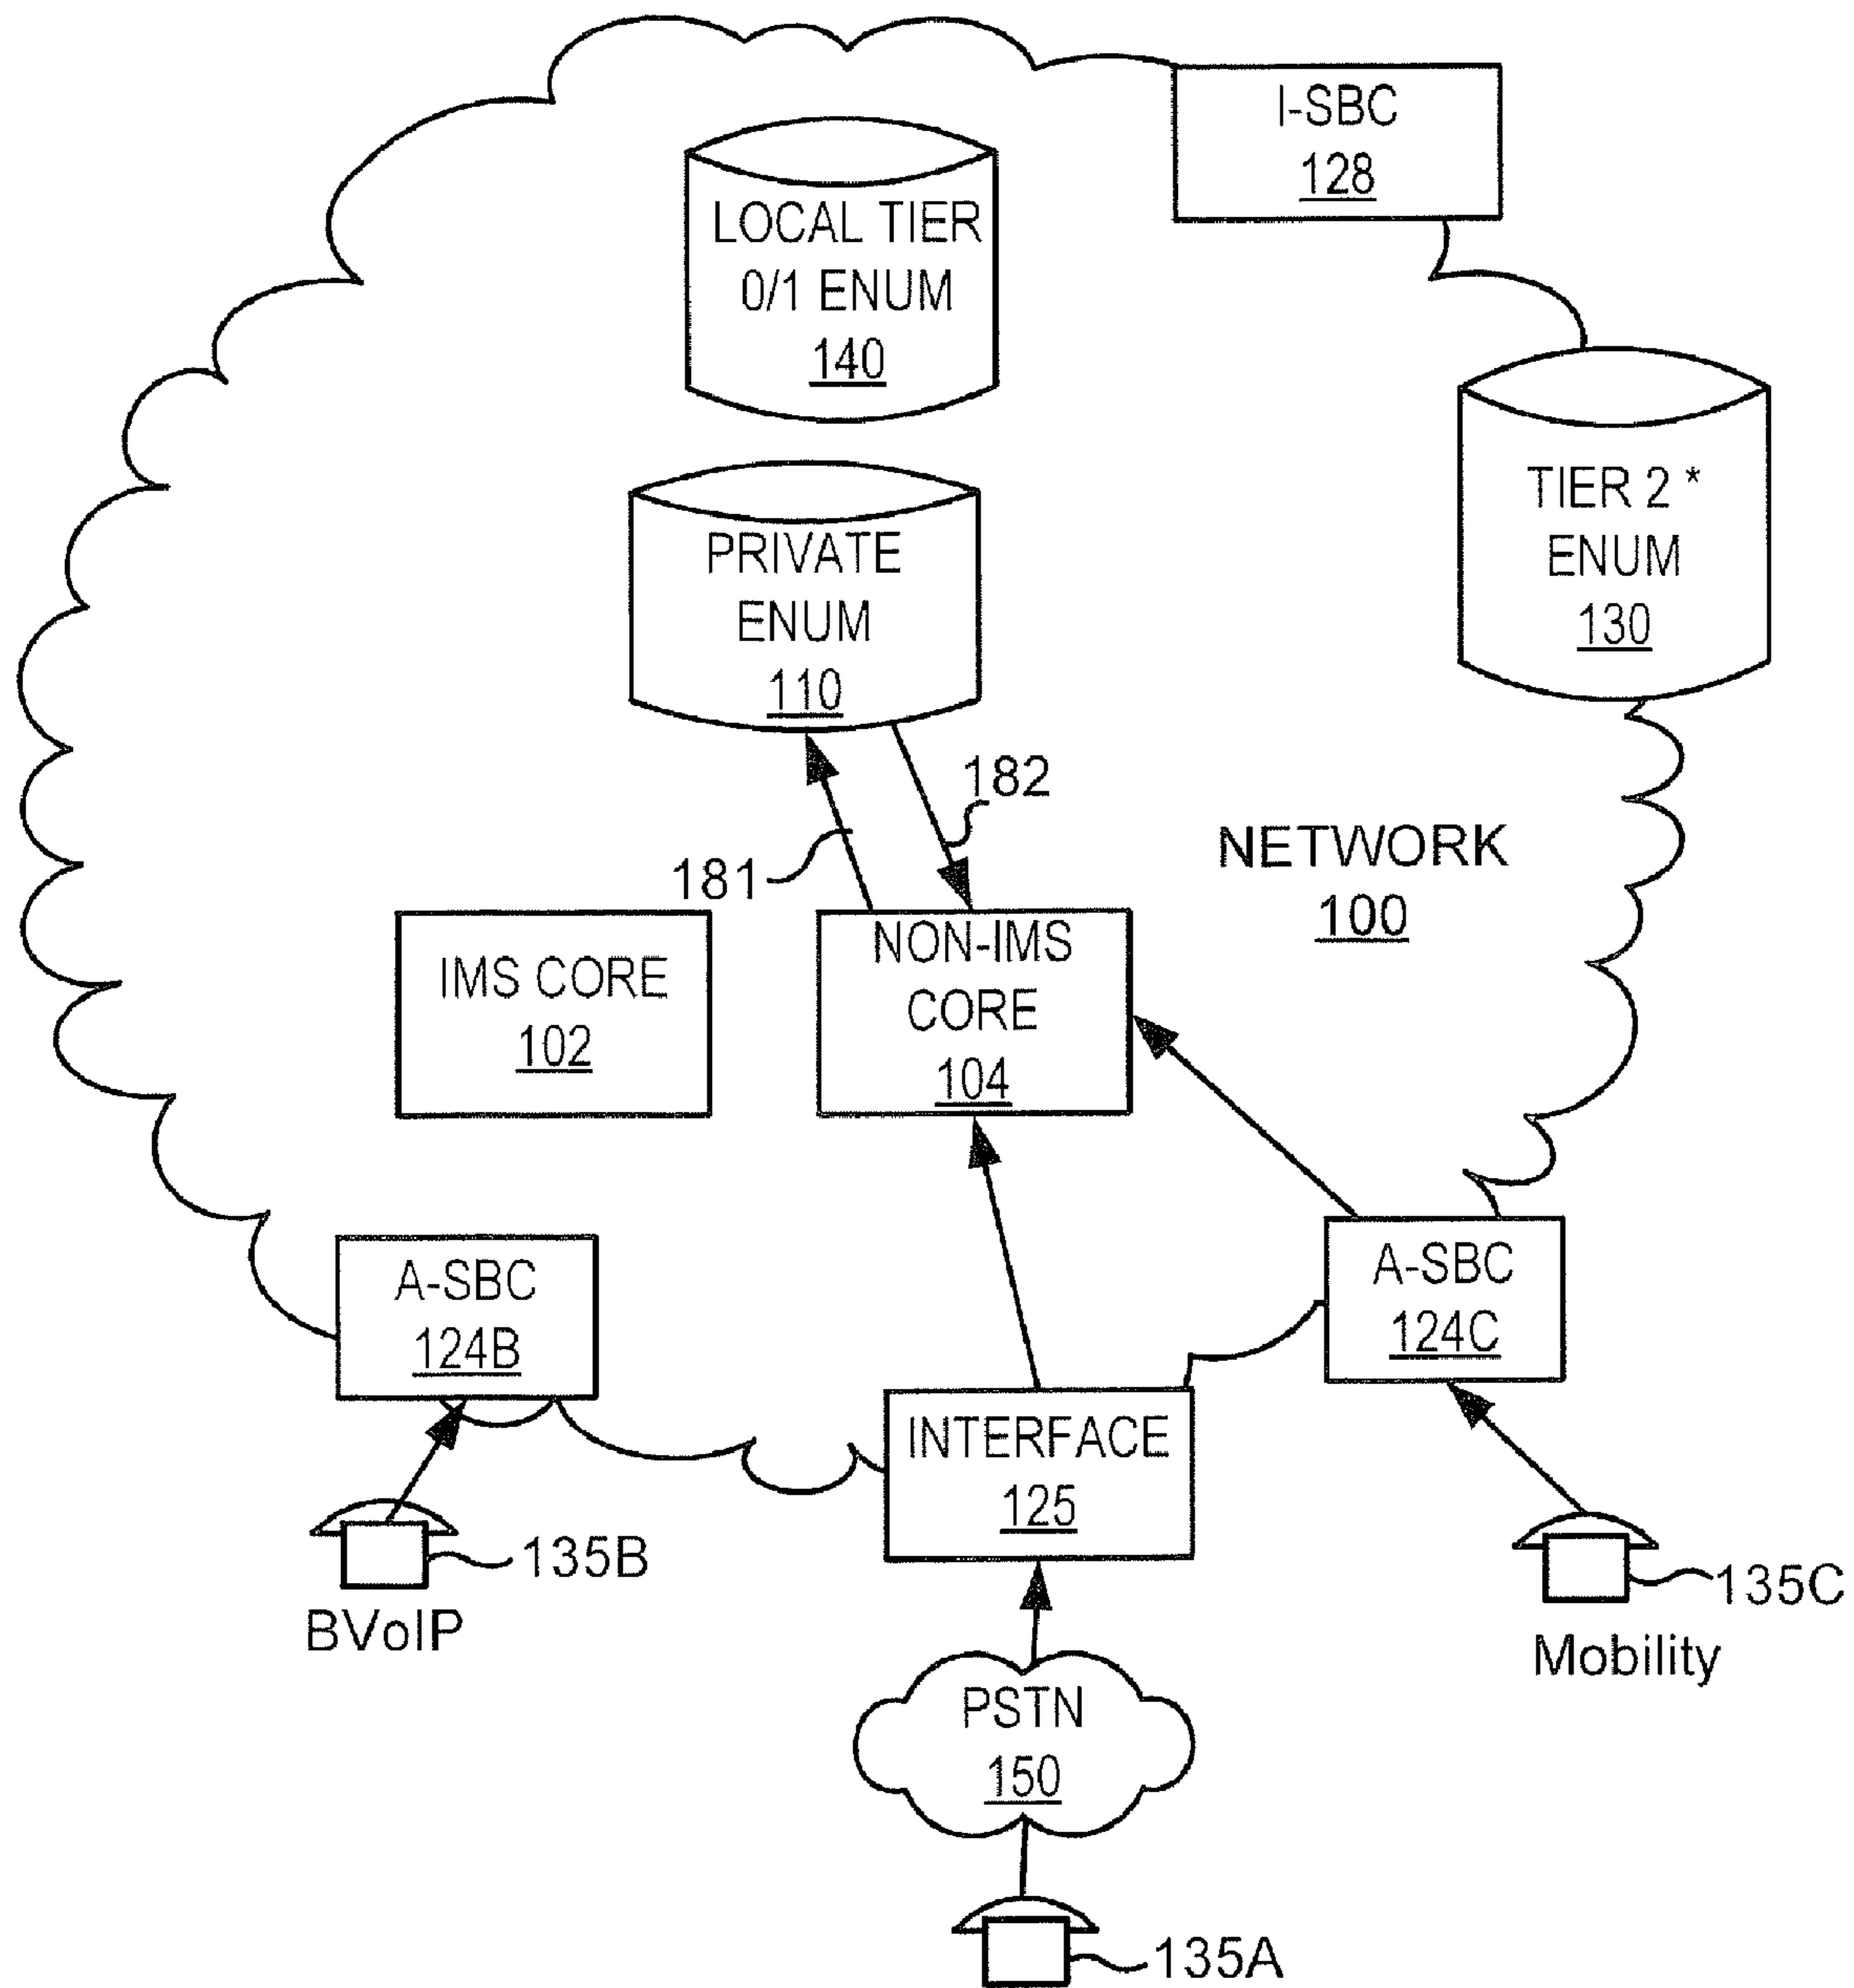 I-SBC
128
LOCAL TIER
0/1 ENUM
140
TIER 2 *
ENUM
130
PRIVATE
ENUM
110
182
181
NETWORK
100
IMS CORE
102
NON-IMS
CORE
104
A-SBC
124B
A-SBC
124C
INTERFACE
125
135B
BVoIP
135C
Mobility
PSTN
150
135A